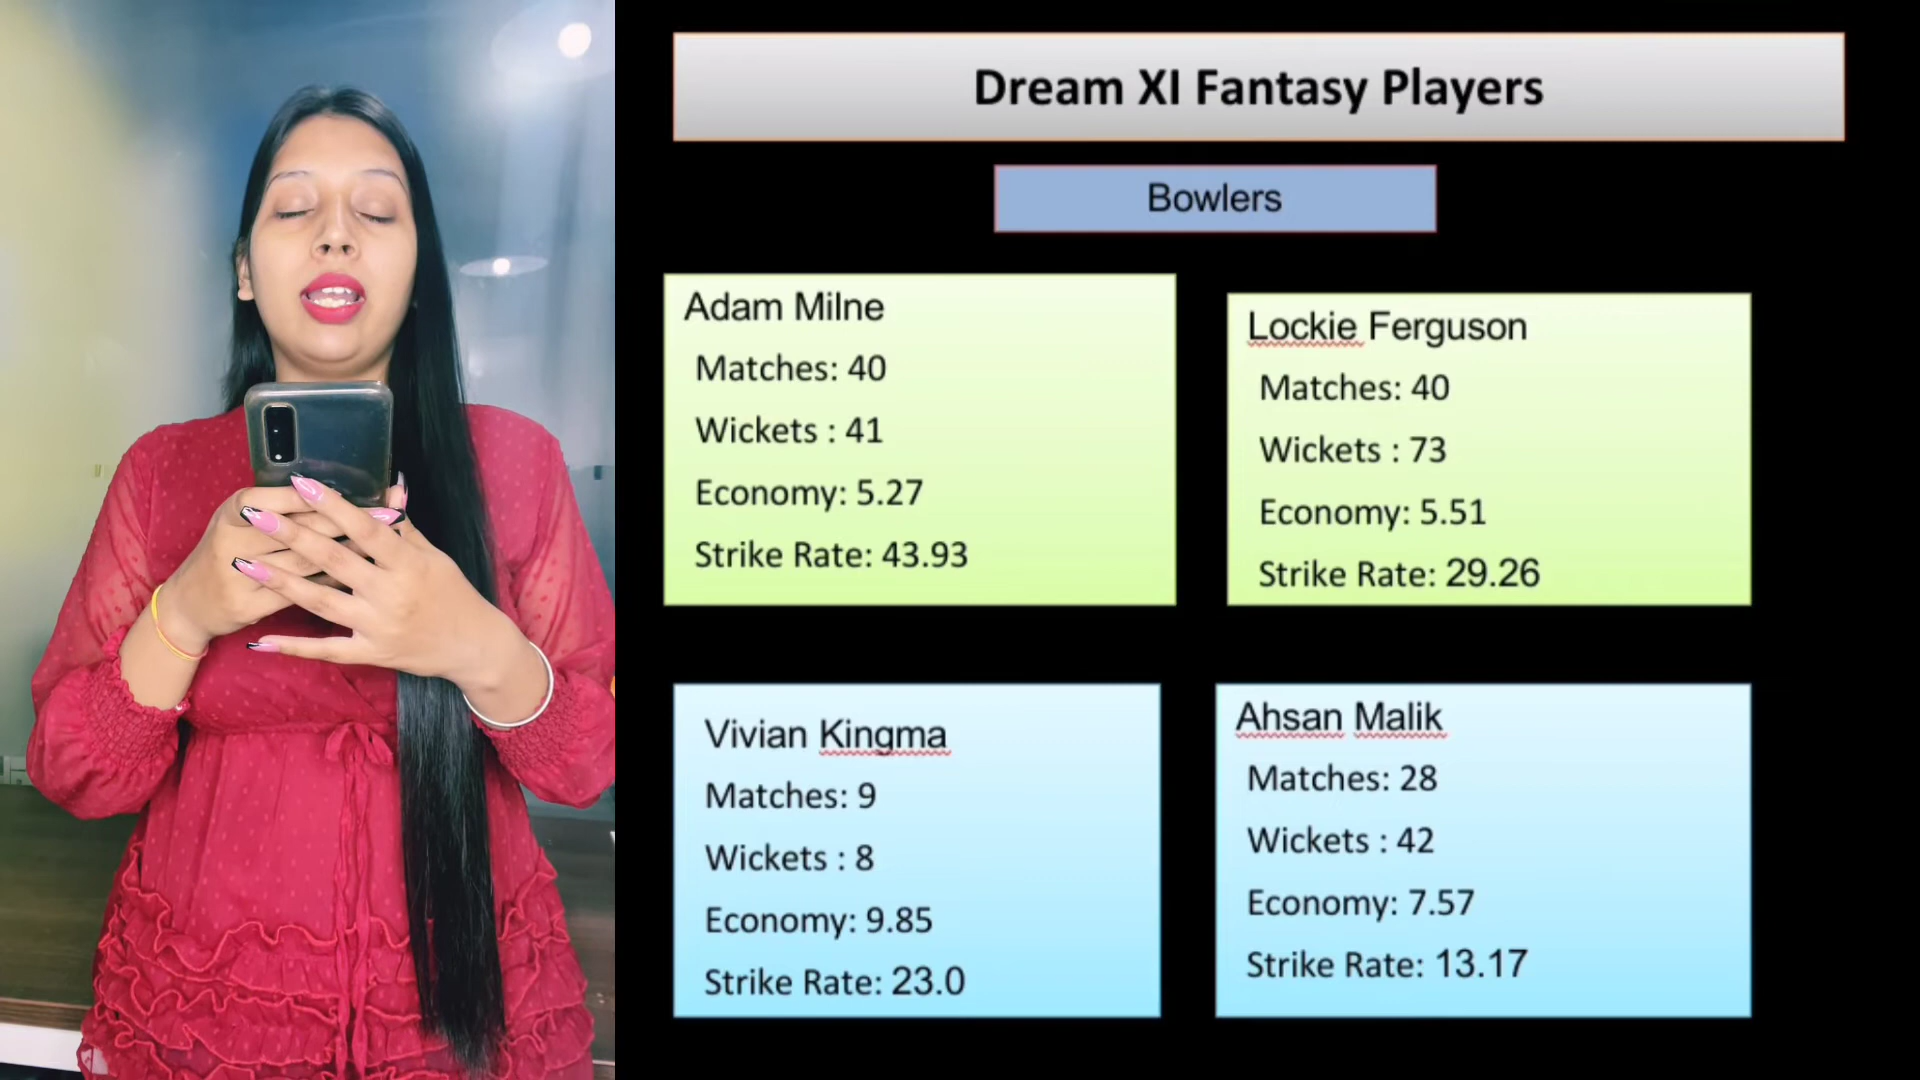 Dream XI Fantasy Players
Bowlers
Adam Milne
Matches: 40
Wickets : 41
Economy: 5.27
Strike Rate: 43.93
Lockie Ferguson
Matches: 40
Wickets : 73
Economy: 5.51
Strike Rate: 29.26
Vivian Kingma
Matches: 9
Wickets : 8
Economy: 9.85
Strike Rate: 23.0
Ahsan Malik
Matches: 28
Wickets : 42
Economy: 7.57
Strike Rate: 13.17